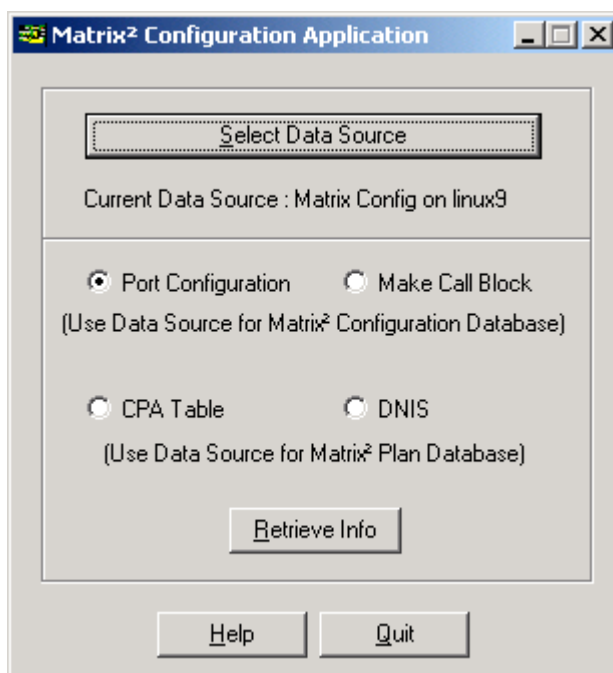 Matrix² Configuration Application
Select Data Source
Current Data Source : Matrix Config on linux9
Port Configuration Make Call Block
(Use Data Source for Matrix² Configuration Database)
CPA Table DNIS
(Use Data Source for Matrix² Plan Database)
Retrieve Info
Help Quit